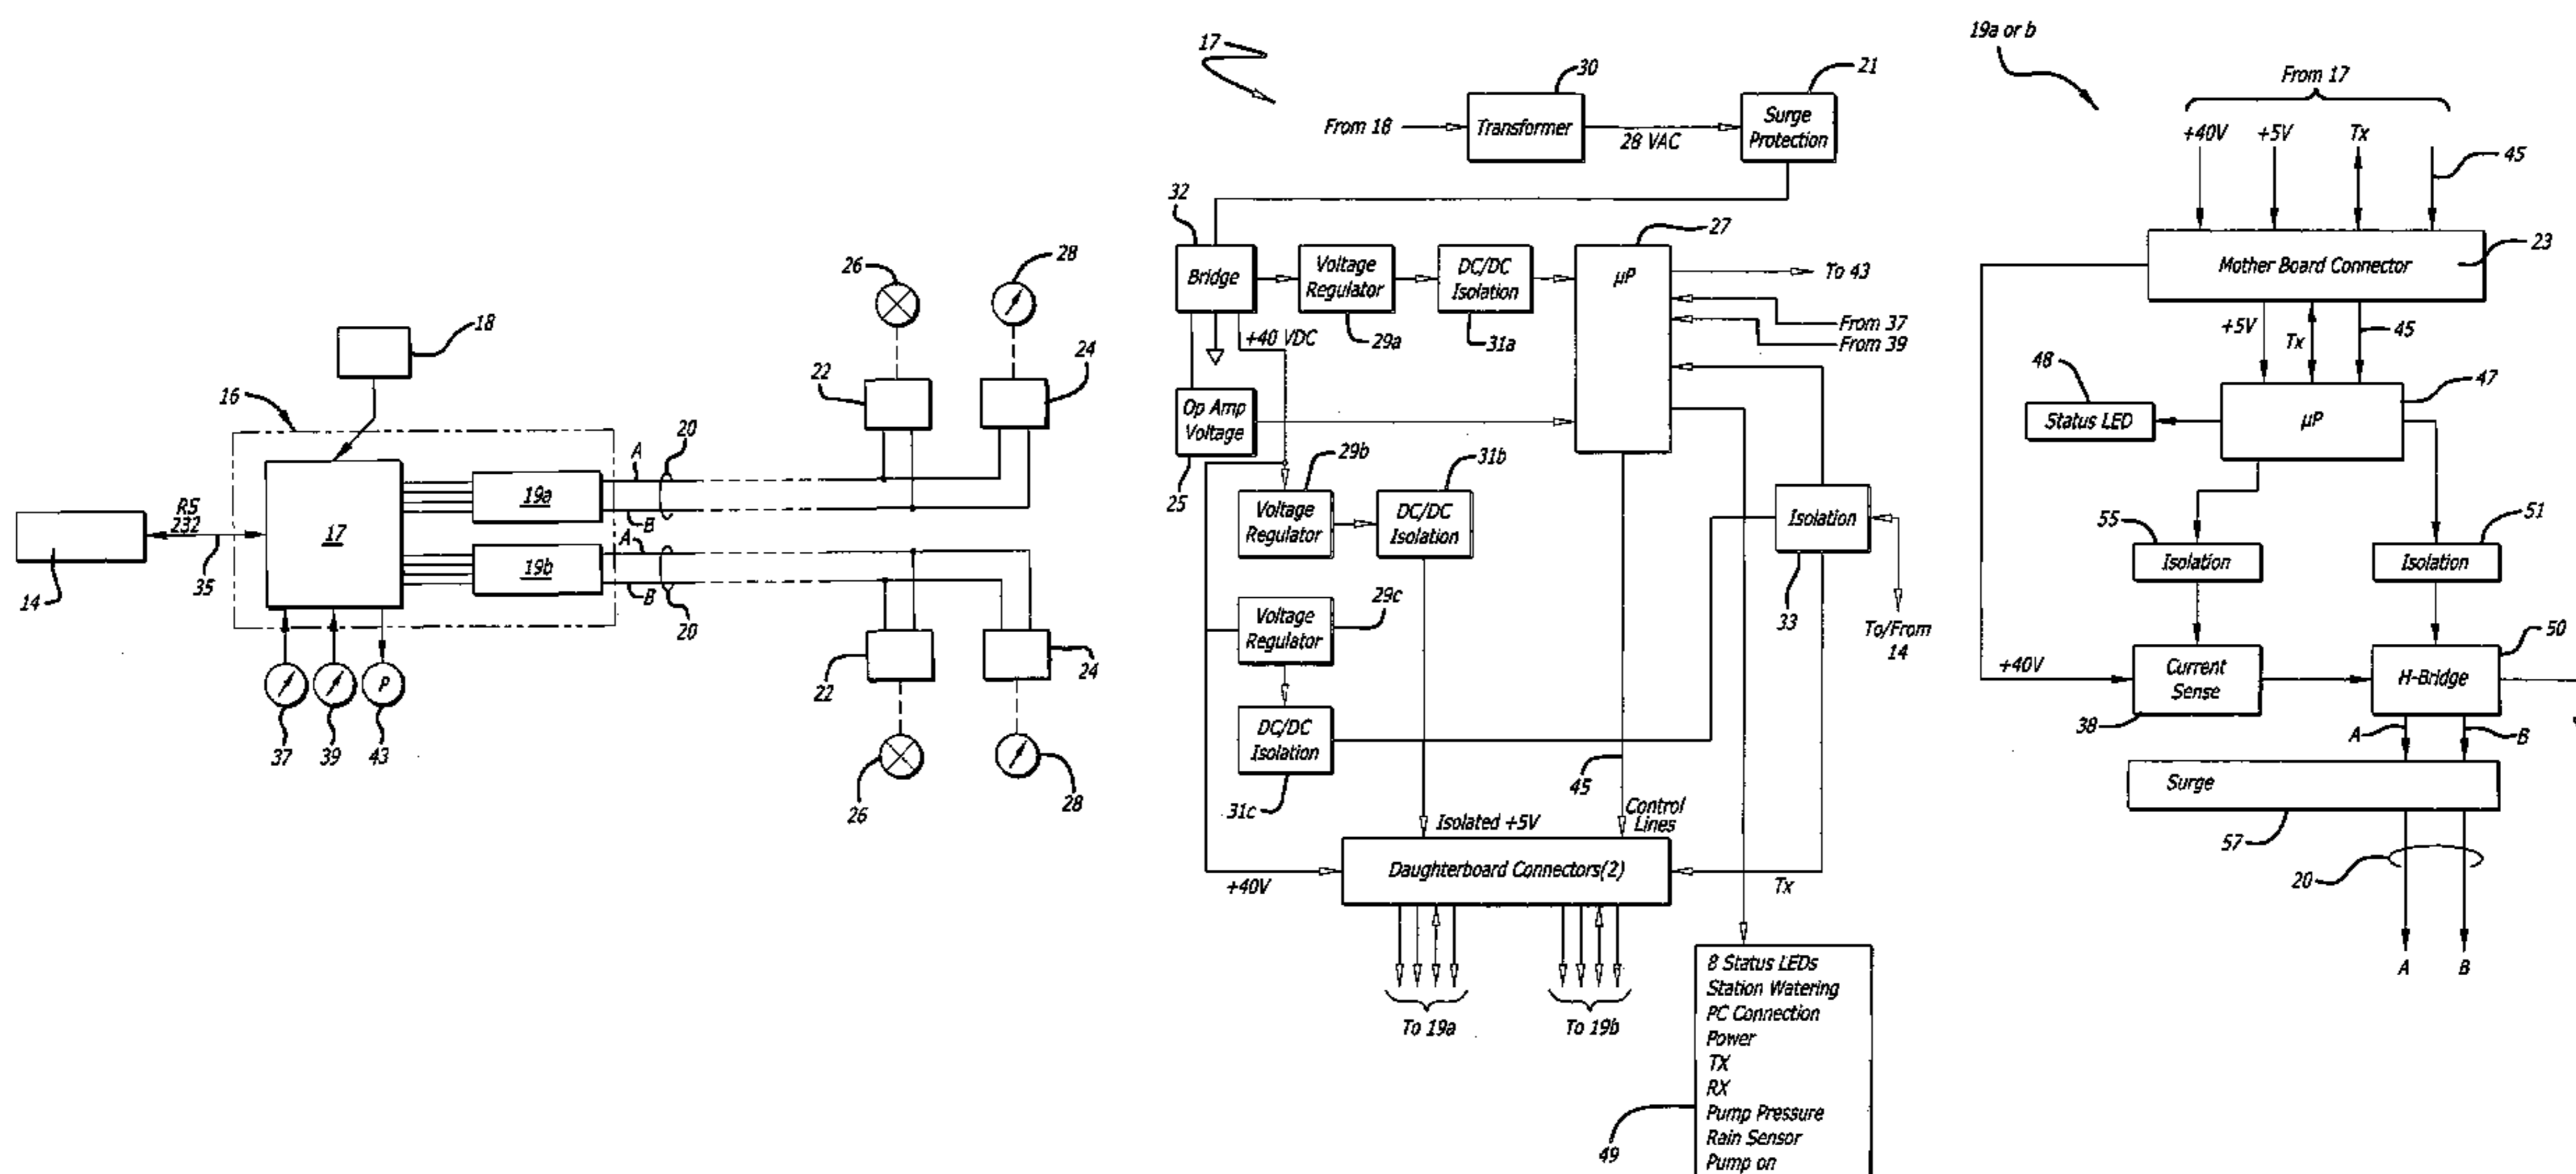 18
16
14
RS
232
35
17
19a
19b
A
B
20
A
B
20
37
39
P
43
26
28
22
24
22
24
26
28
17
From 18
30
Transformer
28 VAC
21
Surge
Protection
32
Bridge
Voltage
Regulator
29a
DC/DC
Isolation
31a
27
µP
To 43
From 37
From 39
+40 VDC
Op Amp
Voltage
25
29b
Voltage
Regulator
31b
DC/DC
Isolation
Isolation
33
To/From
14
29c
Voltage
Regulator
DC/DC
Isolation
31c
45
Isolated +5V
Control
Lines
Daughterboard Connectors(2)
+40V
Tx
To 19a
To 19b
8 Status LEDs
Station Watering
PC Connection
Power
TX
RX
Pump Pressure
Rain Sensor
Pump on
49
19a or b
From 17
+40V
+5V
Tx
45
Mother Board Connector
23
+5V
Tx
45
48
Status LED
µP
47
55
Isolation
51
Isolation
+40V
Current
Sense
38
50
H-Bridge
A
B
Surge
57
20
A
B